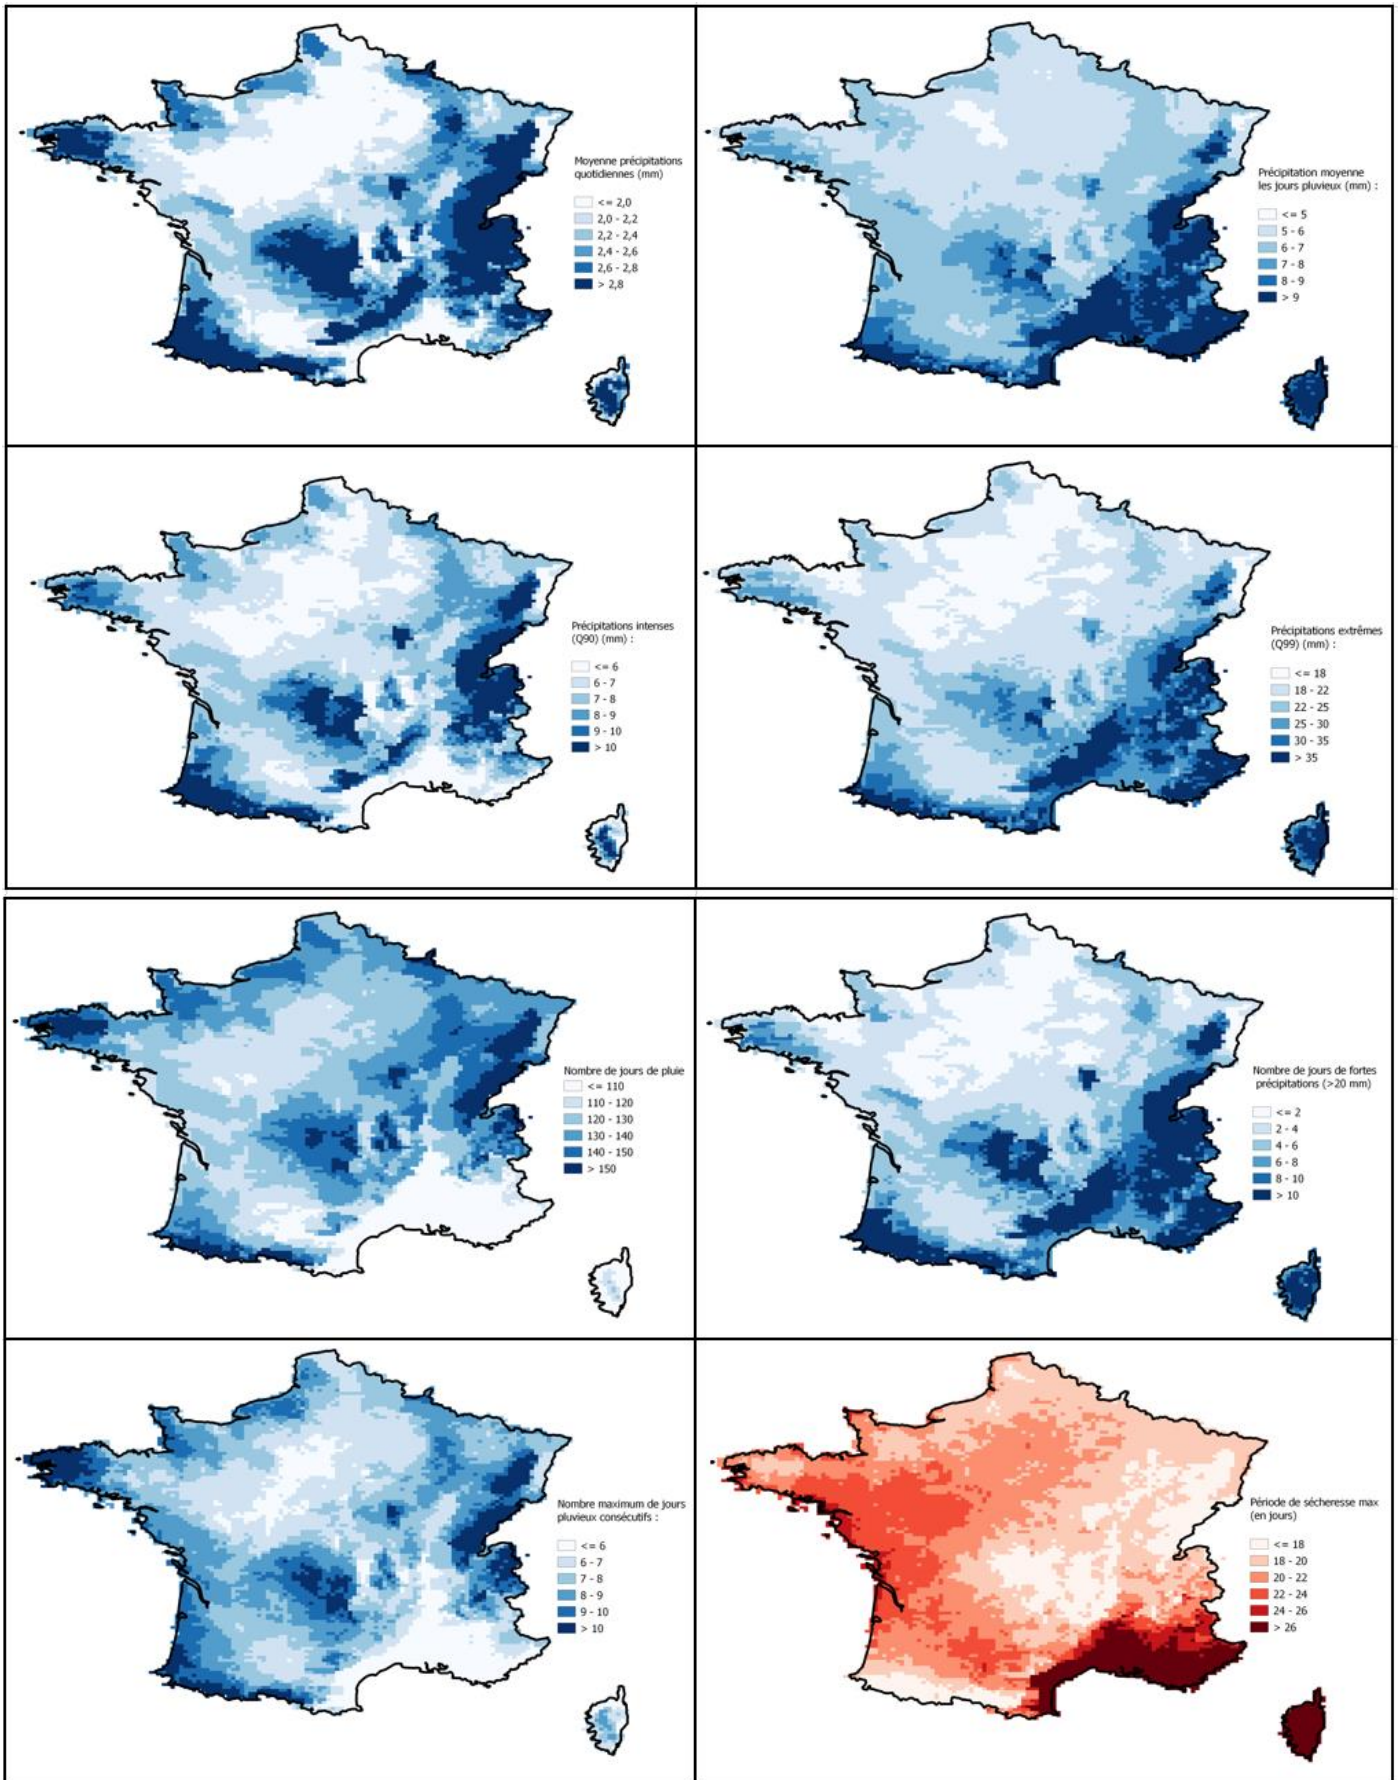 Moyenne précipitations
quotidiennes (mm)
<= 2,0
2,0 - 2,2
2,2 - 2,4
2,4 - 2,6
2,6 - 2,8
> 2,8
Précipitation moyenne
les jours pluvieux (mm) :
<= 5
5 - 6
6 - 7
7 - 8
8 - 9
> 9
Précipitations intenses
(Q90) (mm) :
<= 6
6 - 7
7 - 8
8 - 9
9 - 10
> 10
Précipitations extrêmes
(Q99) (mm) :
<= 18
18 - 22
22 - 25
25 - 30
30 - 35
> 35
Nombre de jours de pluie
<= 110
110 - 120
120 - 130
130 - 140
140 - 150
> 150
Nombre de jours de fortes
précipitations (>20 mm)
<= 2
2 - 4
4 - 6
6 - 8
8 - 10
> 10
Nombre maximum de jours
pluvieux consécutifs :
<= 6
6 - 7
7 - 8
8 - 9
9 - 10
> 10
Période de sécheresse max
(en jours)
<= 18
18 - 20
20 - 22
22 - 24
24 - 26
> 26